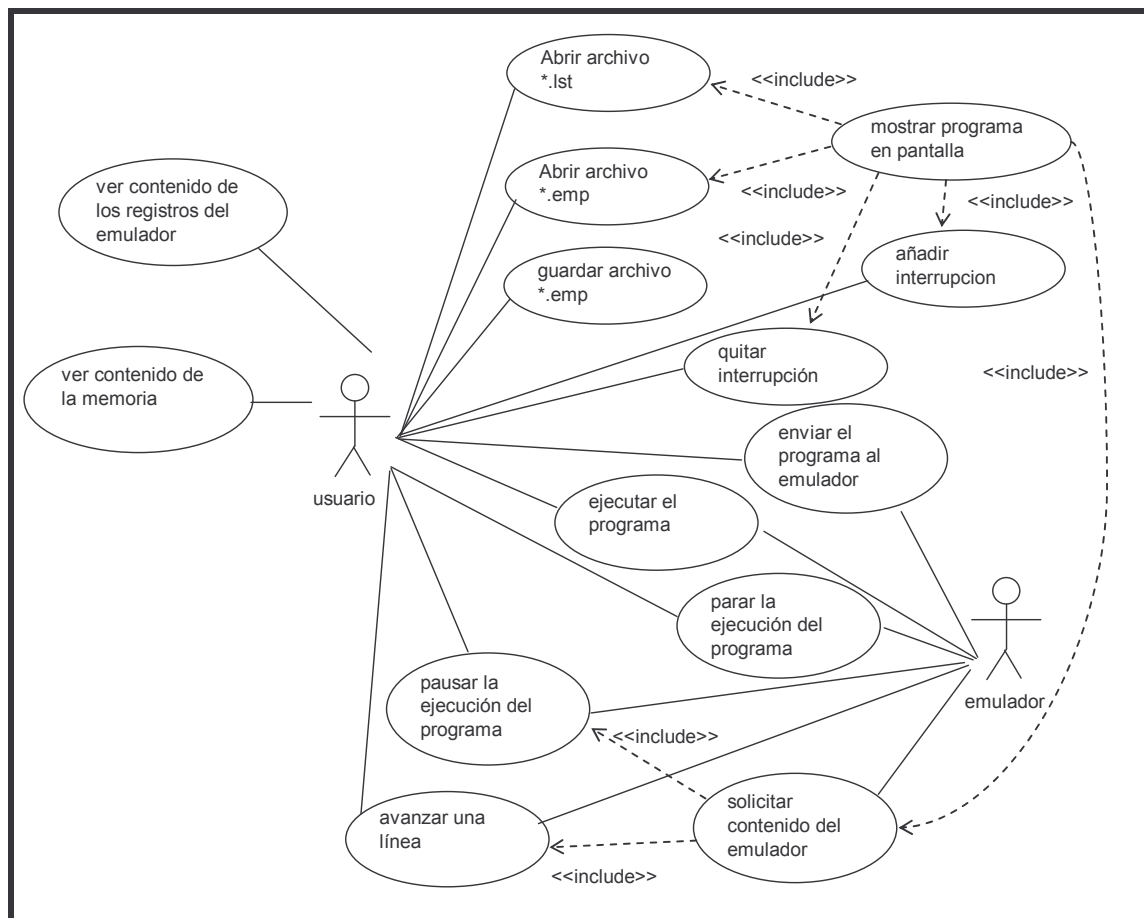 Abrir archivo
*.lst
<<include>>
mostrar programa
en pantalla
ver contenido de
los registros del
emulador
Abrir archivo
*.emp
<<include>>
<<include>>
<<include>>
añadir
interrupcion
guardar archivo
*.emp
quitar
interrupción
<<include>>
ver contenido de
la memoria
usuario
enviar el
programa al
emulador
ejecutar el
programa
parar la
ejecución del
programa
emulador
pausar la
ejecución del
programa
<<include>>
avanzar una
línea
solicitar
contenido del
emulador
<<include>>